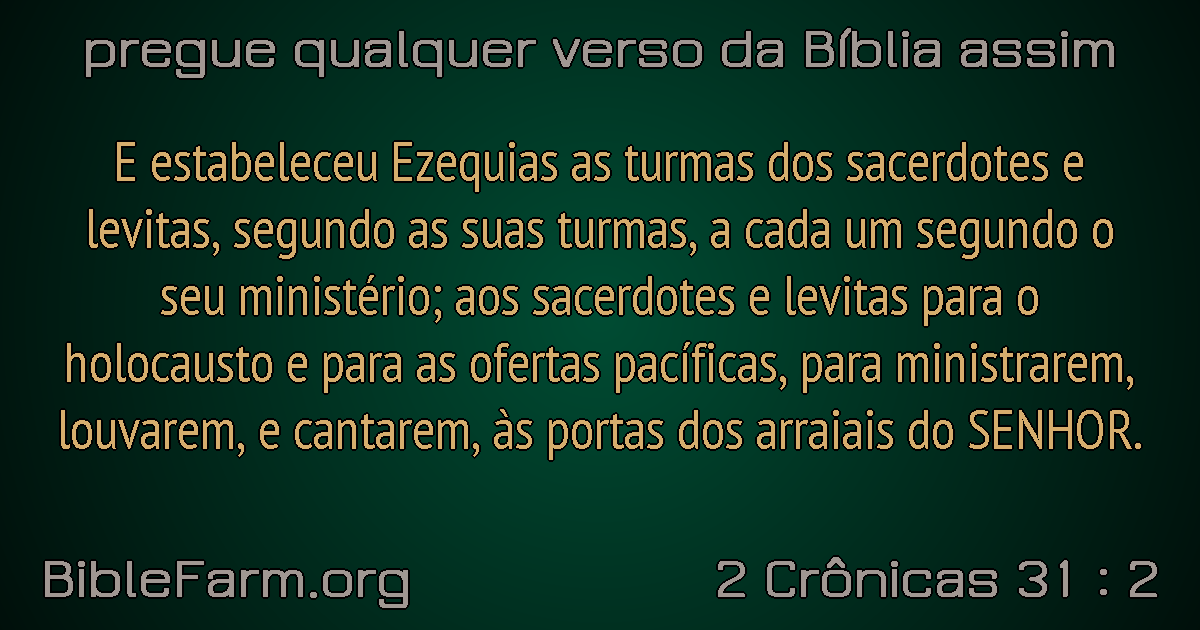 pregue qualquer verso da Bíblia assim
E estabeleceu Ezequias as turmas dos sacerdotes e
levitas, segundo as suas turmas, a cada um segundo o
seu ministério; aos sacerdotes e levitas para o
holocausto e para as ofertas pacíficas, para ministrarem,
louvarem, e cantarem, às portas dos arraiais do SENHOR.
BibleFarm.org
2 Crônicas 31 : 2